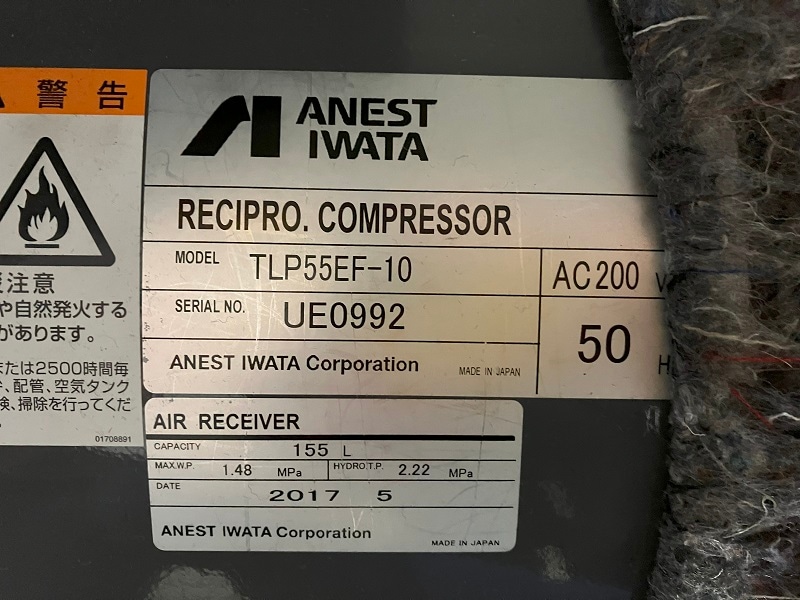 警告
注意
や自然発火する
があります。
または2500時間毎
、配管、空気タンク
検、掃除を行ってくだ
01708891
ANEST
IWATA
RECIPRO. COMPRESSOR
MODEL TLP55EF-10
AC200 V
SERIAL NO. UE0992
50 H
ANEST IWATA Corporation MADE IN JAPAN
AIR RECEIVER
CAPACITY 155 L
MAX.W.P. 1.48 MPa HYDRO.T.P. 2.22 MPa
DATE 2017 5
ANEST IWATA Corporation
MADE IN JAPAN